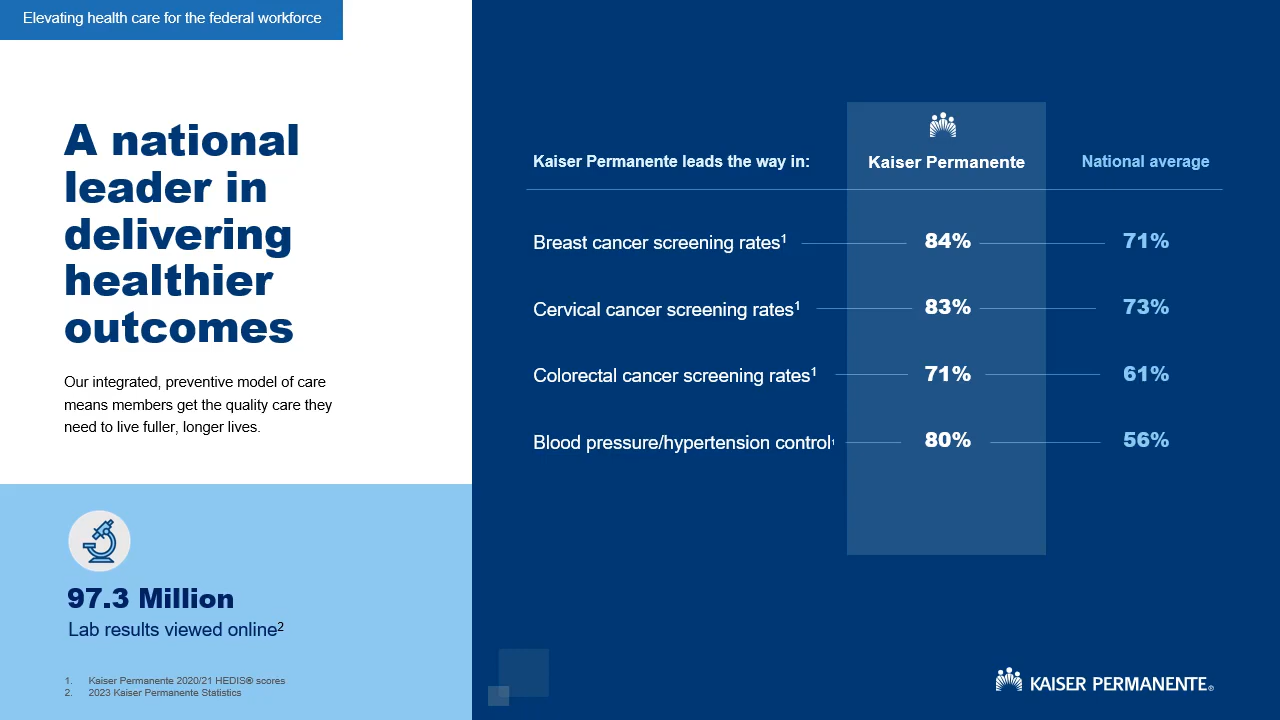 Elevating health care for the federal workforce
A national
leader in
delivering
healthier
outcomes
Our integrated, preventive model of care
means members get the quality care they
need to live fuller, longer lives.
97.3 Million
Lab results viewed online²
1. Kaiser Permanente 2020/21 HEDIS® scores
2. 2023 Kaiser Permanente Statistics
Kaiser Permanente leads the way in: Kaiser Permanente National average
Breast cancer screening rates¹ 84% 71%
Cervical cancer screening rates¹ 83% 73%
Colorectal cancer screening rates¹ 71% 61%
Blood pressure/hypertension control¹ 80% 56%
KAISER PERMANENTE®